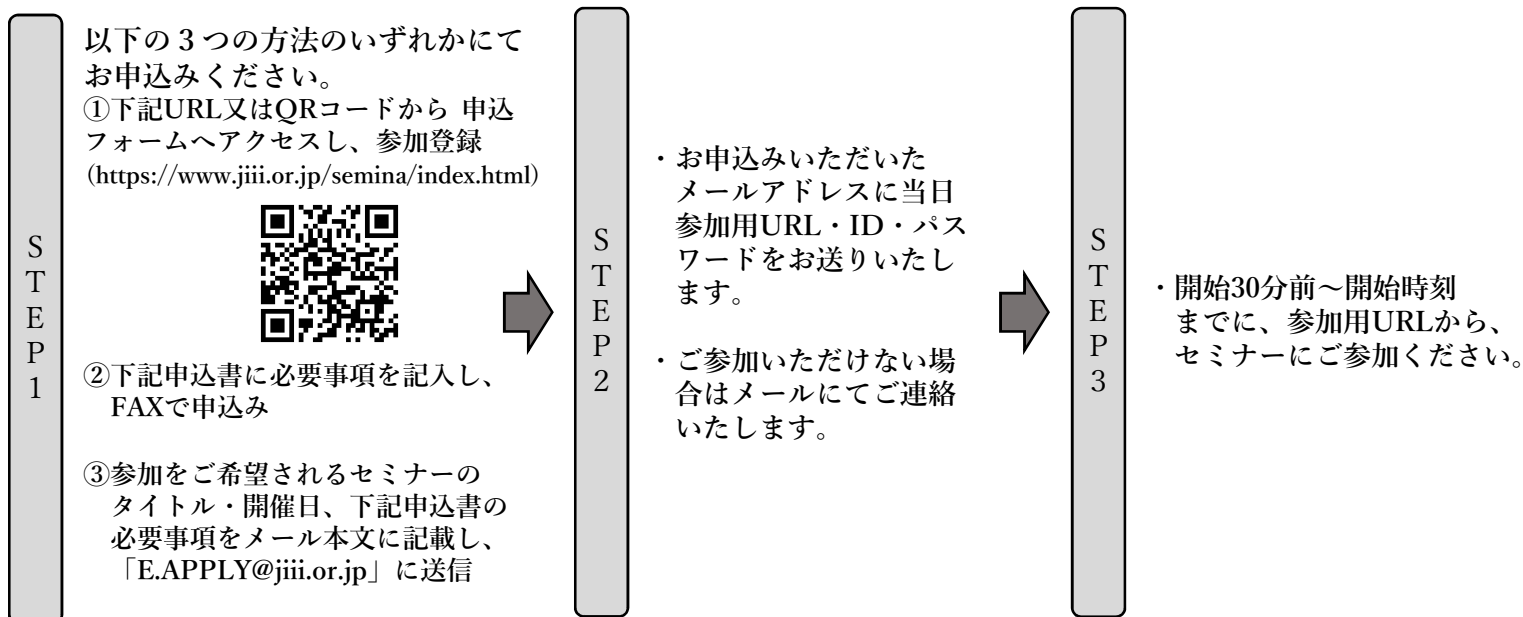 STEP1
以下の３つの方法のいずれかにて
お申込みください。
①下記URL又はQRコードから 申込
フォームへアクセスし、参加登録
(https://www.jiii.or.jp/semina/index.html)
②下記申込書に必要事項を記入し、
FAXで申込み
③参加をご希望されるセミナーの
タイトル・開催日、下記申込書の
必要事項をメール本文に記載し、
「E.APPLY@jiii.or.jp」に送信
STEP2
・お申込みいただいた
メールアドレスに当日
参加用URL・ID・パス
ワードをお送りいたし
ます。
・ご参加いただけない場
合はメールにてご連絡
いたします。
STEP3
・開始30分前～開始時刻
までに、参加用URLから、
セミナーにご参加ください。